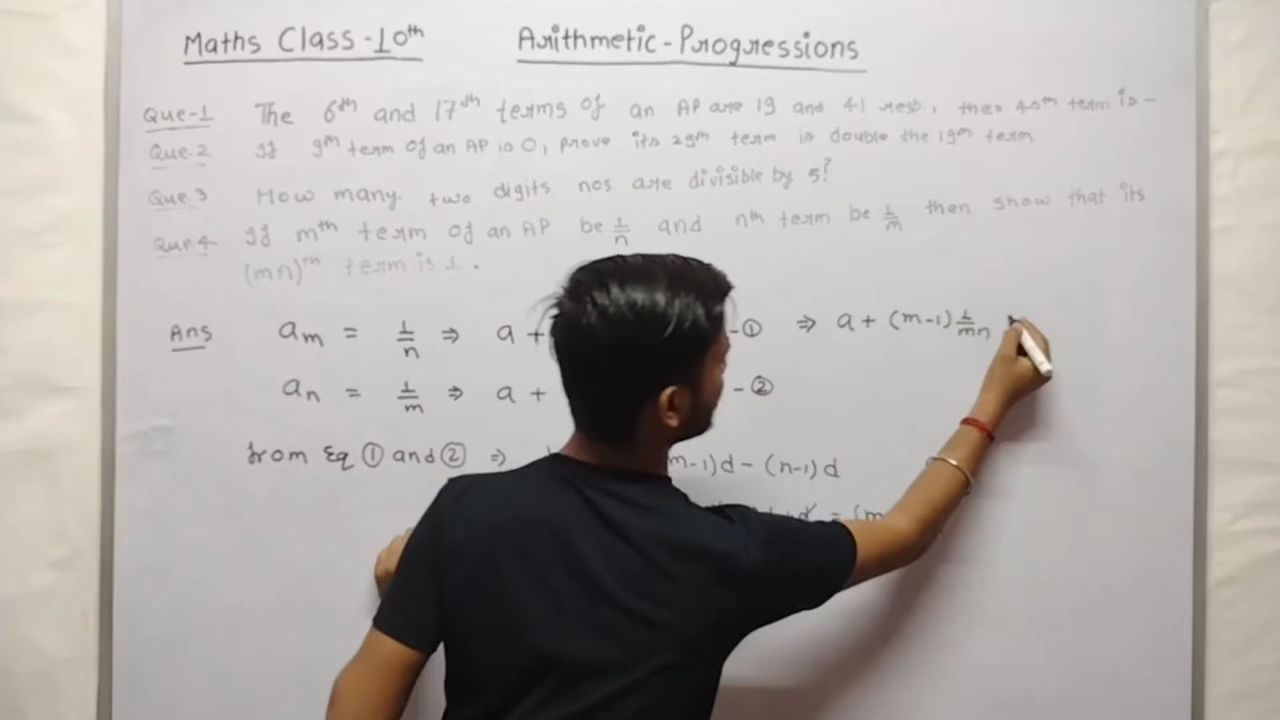 Maths Class-10th Arithmetic-Progressions
Que-1 The 6th and 17th terms of an AP are 19 and 41 resp., then 40th term is -
Que.2 If 9th term of an AP is 0, prove its 29th term is double the 19th term
Que.3 How many two digits nos are divisible by 5?
Que.4 If mth term of an AP be 1/n and nth term be 1/m then show that its
(mn)th term is 1.
Ans am = 1/n ⇒ a + -① ⇒ a + (m-1) 1/mn
an = 1/m ⇒ a + -②
from Eq ① and ② ⇒ m-1)d - (n-1)d
= (m